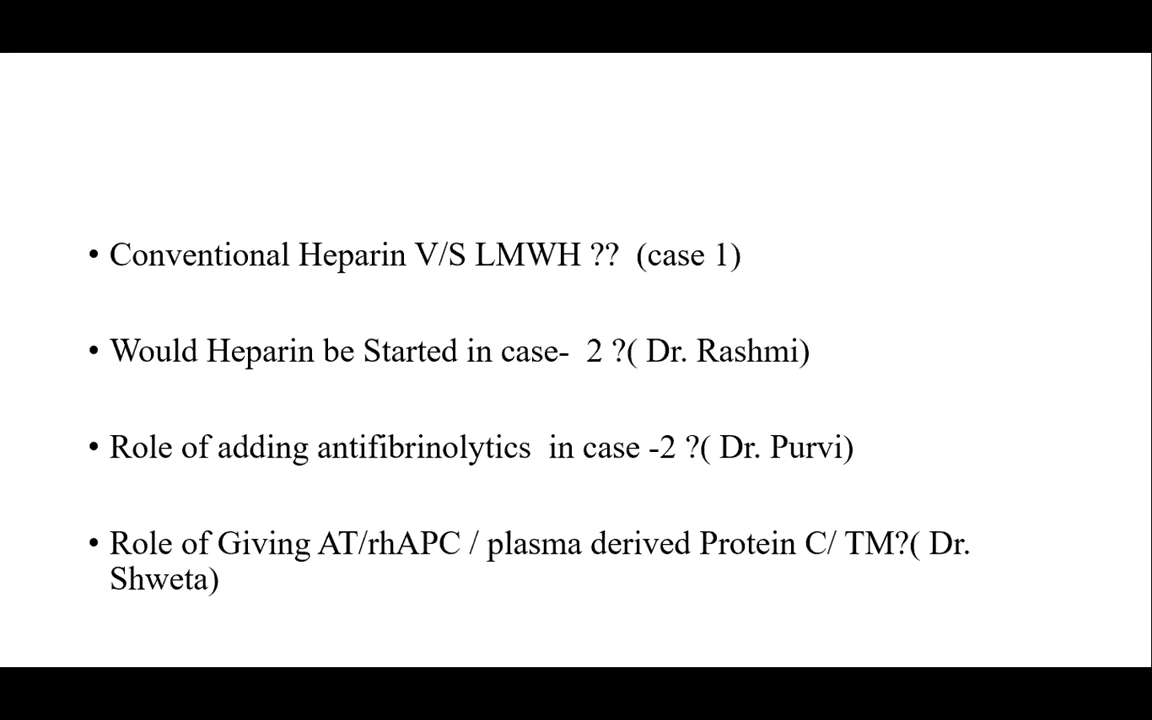 • Conventional Heparin V/S LMWH ?? (case 1)
• Would Heparin be Started in case- 2 ?( Dr. Rashmi)
• Role of adding antifibrinolytics in case -2 ?( Dr. Purvi)
• Role of Giving AT/rhAPC / plasma derived Protein C/ TM?( Dr.
Shweta)